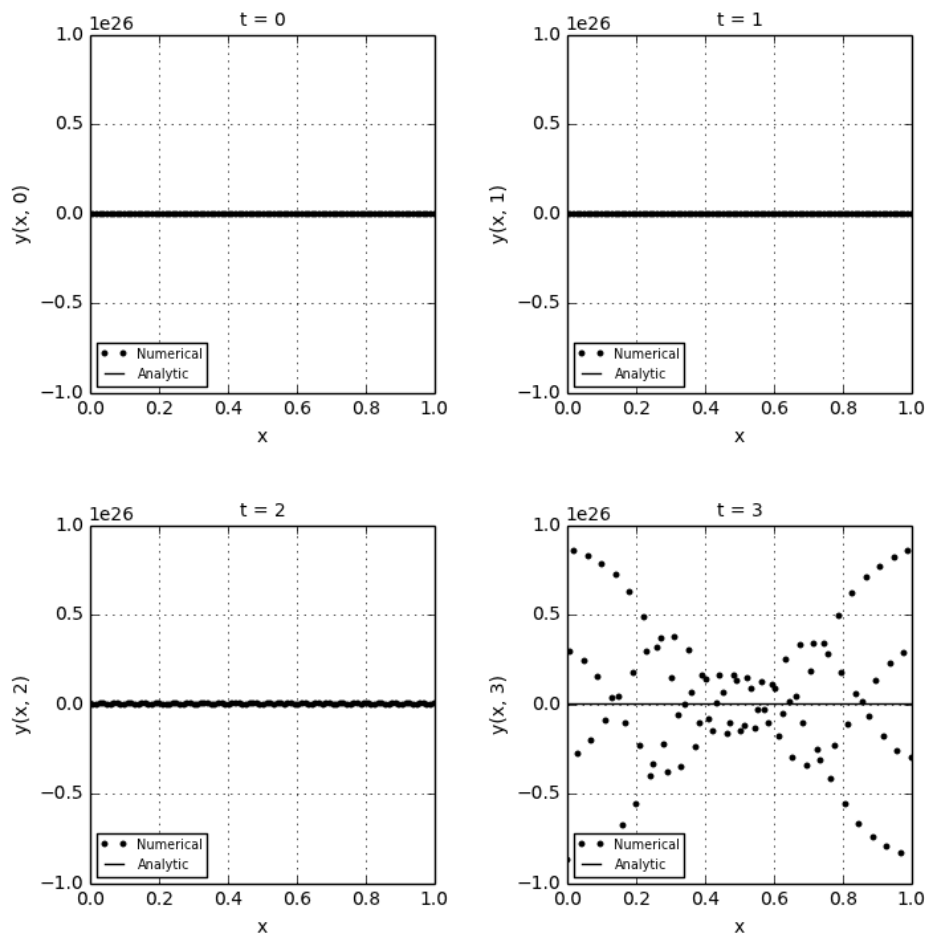 1e26
t = 0
1.0
0.5
0.0
−0.5
−1.0
y(x, 0)
Numerical
Analytic
0.0 0.2 0.4 0.6 0.8 1.0
x
1e26
t = 1
1.0
0.5
0.0
−0.5
−1.0
y(x, 1)
Numerical
Analytic
0.0 0.2 0.4 0.6 0.8 1.0
x
1e26
t = 2
1.0
0.5
0.0
−0.5
−1.0
y(x, 2)
Numerical
Analytic
0.0 0.2 0.4 0.6 0.8 1.0
x
1e26
t = 3
1.0
0.5
0.0
−0.5
−1.0
y(x, 3)
Numerical
Analytic
0.0 0.2 0.4 0.6 0.8 1.0
x